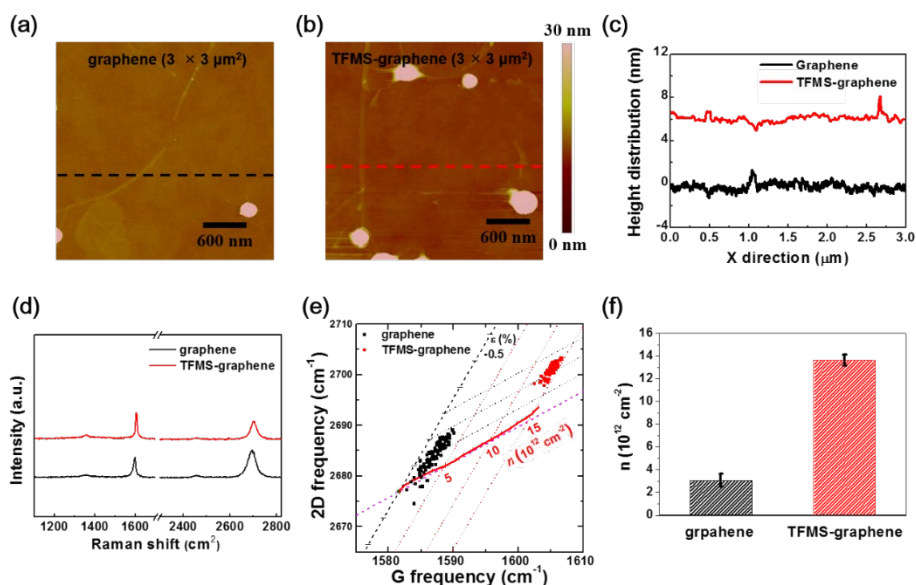 (a)
graphene (3 × 3 μm²)
600 nm
(b)
TFMS-graphene (3 × 3 μm²)
600 nm
30 nm
0 nm
(c)
Height distribution (nm)
12
8
4
0
-4
Graphene
TFMS-graphene
0.0 0.5 1.0 1.5 2.0 2.5 3.0
X direction (μm)
(d)
Intensity (a.u.)
graphene
TFMS-graphene
1200 1400 1600 2400 2600 2800
Raman shift (cm²)
(e)
2D frequency (cm⁻¹)
2710
2700
2690
2680
2670
graphene
TFMS-graphene
ε (%)
-0.5
5
10
15
n (10¹² cm⁻²)
1580 1590 1600 1610
G frequency (cm⁻¹)
(f)
n (10¹² cm⁻²)
16
14
12
10
8
6
4
2
0
grpahene TFMS-graphene